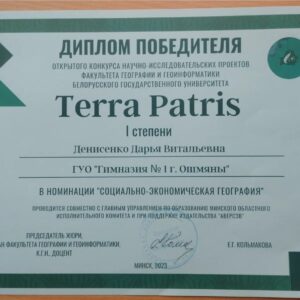 ДИПЛОМ ПОБЕДИТЕЛЯ
ОТКРЫТОГО КОНКУРСА НАУЧНО-ИССЛЕДОВАТЕЛЬСКИХ ПРОЕКТОВ
ФАКУЛЬТЕТА ГЕОГРАФИИ И ГЕОИНФОРМАТИКИ
БЕЛОРУССКОГО ГОСУДАРСТВЕННОГО УНИВЕРСИТЕТА
Terra Patris
I степени
Денисенко Дарья Витальевна
ГУО "Гимназия № 1 г. Ошмяны"
В НОМИНАЦИИ "СОЦИАЛЬНО-ЭКОНОМИЧЕСКАЯ ГЕОГРАФИЯ"
ПРОВОДИТСЯ СОВМЕСТНО С ГЛАВНЫМ УПРАВЛЕНИЕМ ПО ОБРАЗОВАНИЮ МИНСКОГО ОБЛАСТНОГО
ИСПОЛНИТЕЛЬНОГО КОМИТЕТА И ПРИ ПОДДЕРЖКЕ ИЗДАТЕЛЬСТВА "АВЕРСЭВ"
ПРЕДСЕДАТЕЛЬ ЖЮРИ,
АН ФАКУЛЬТЕТА ГЕОГРАФИИ И ГЕОИНФОРМАТИКИ,
К.Г.Н., ДОЦЕНТ
Е.Г. КОЛЬМАКОВА
МИНСК, 2023